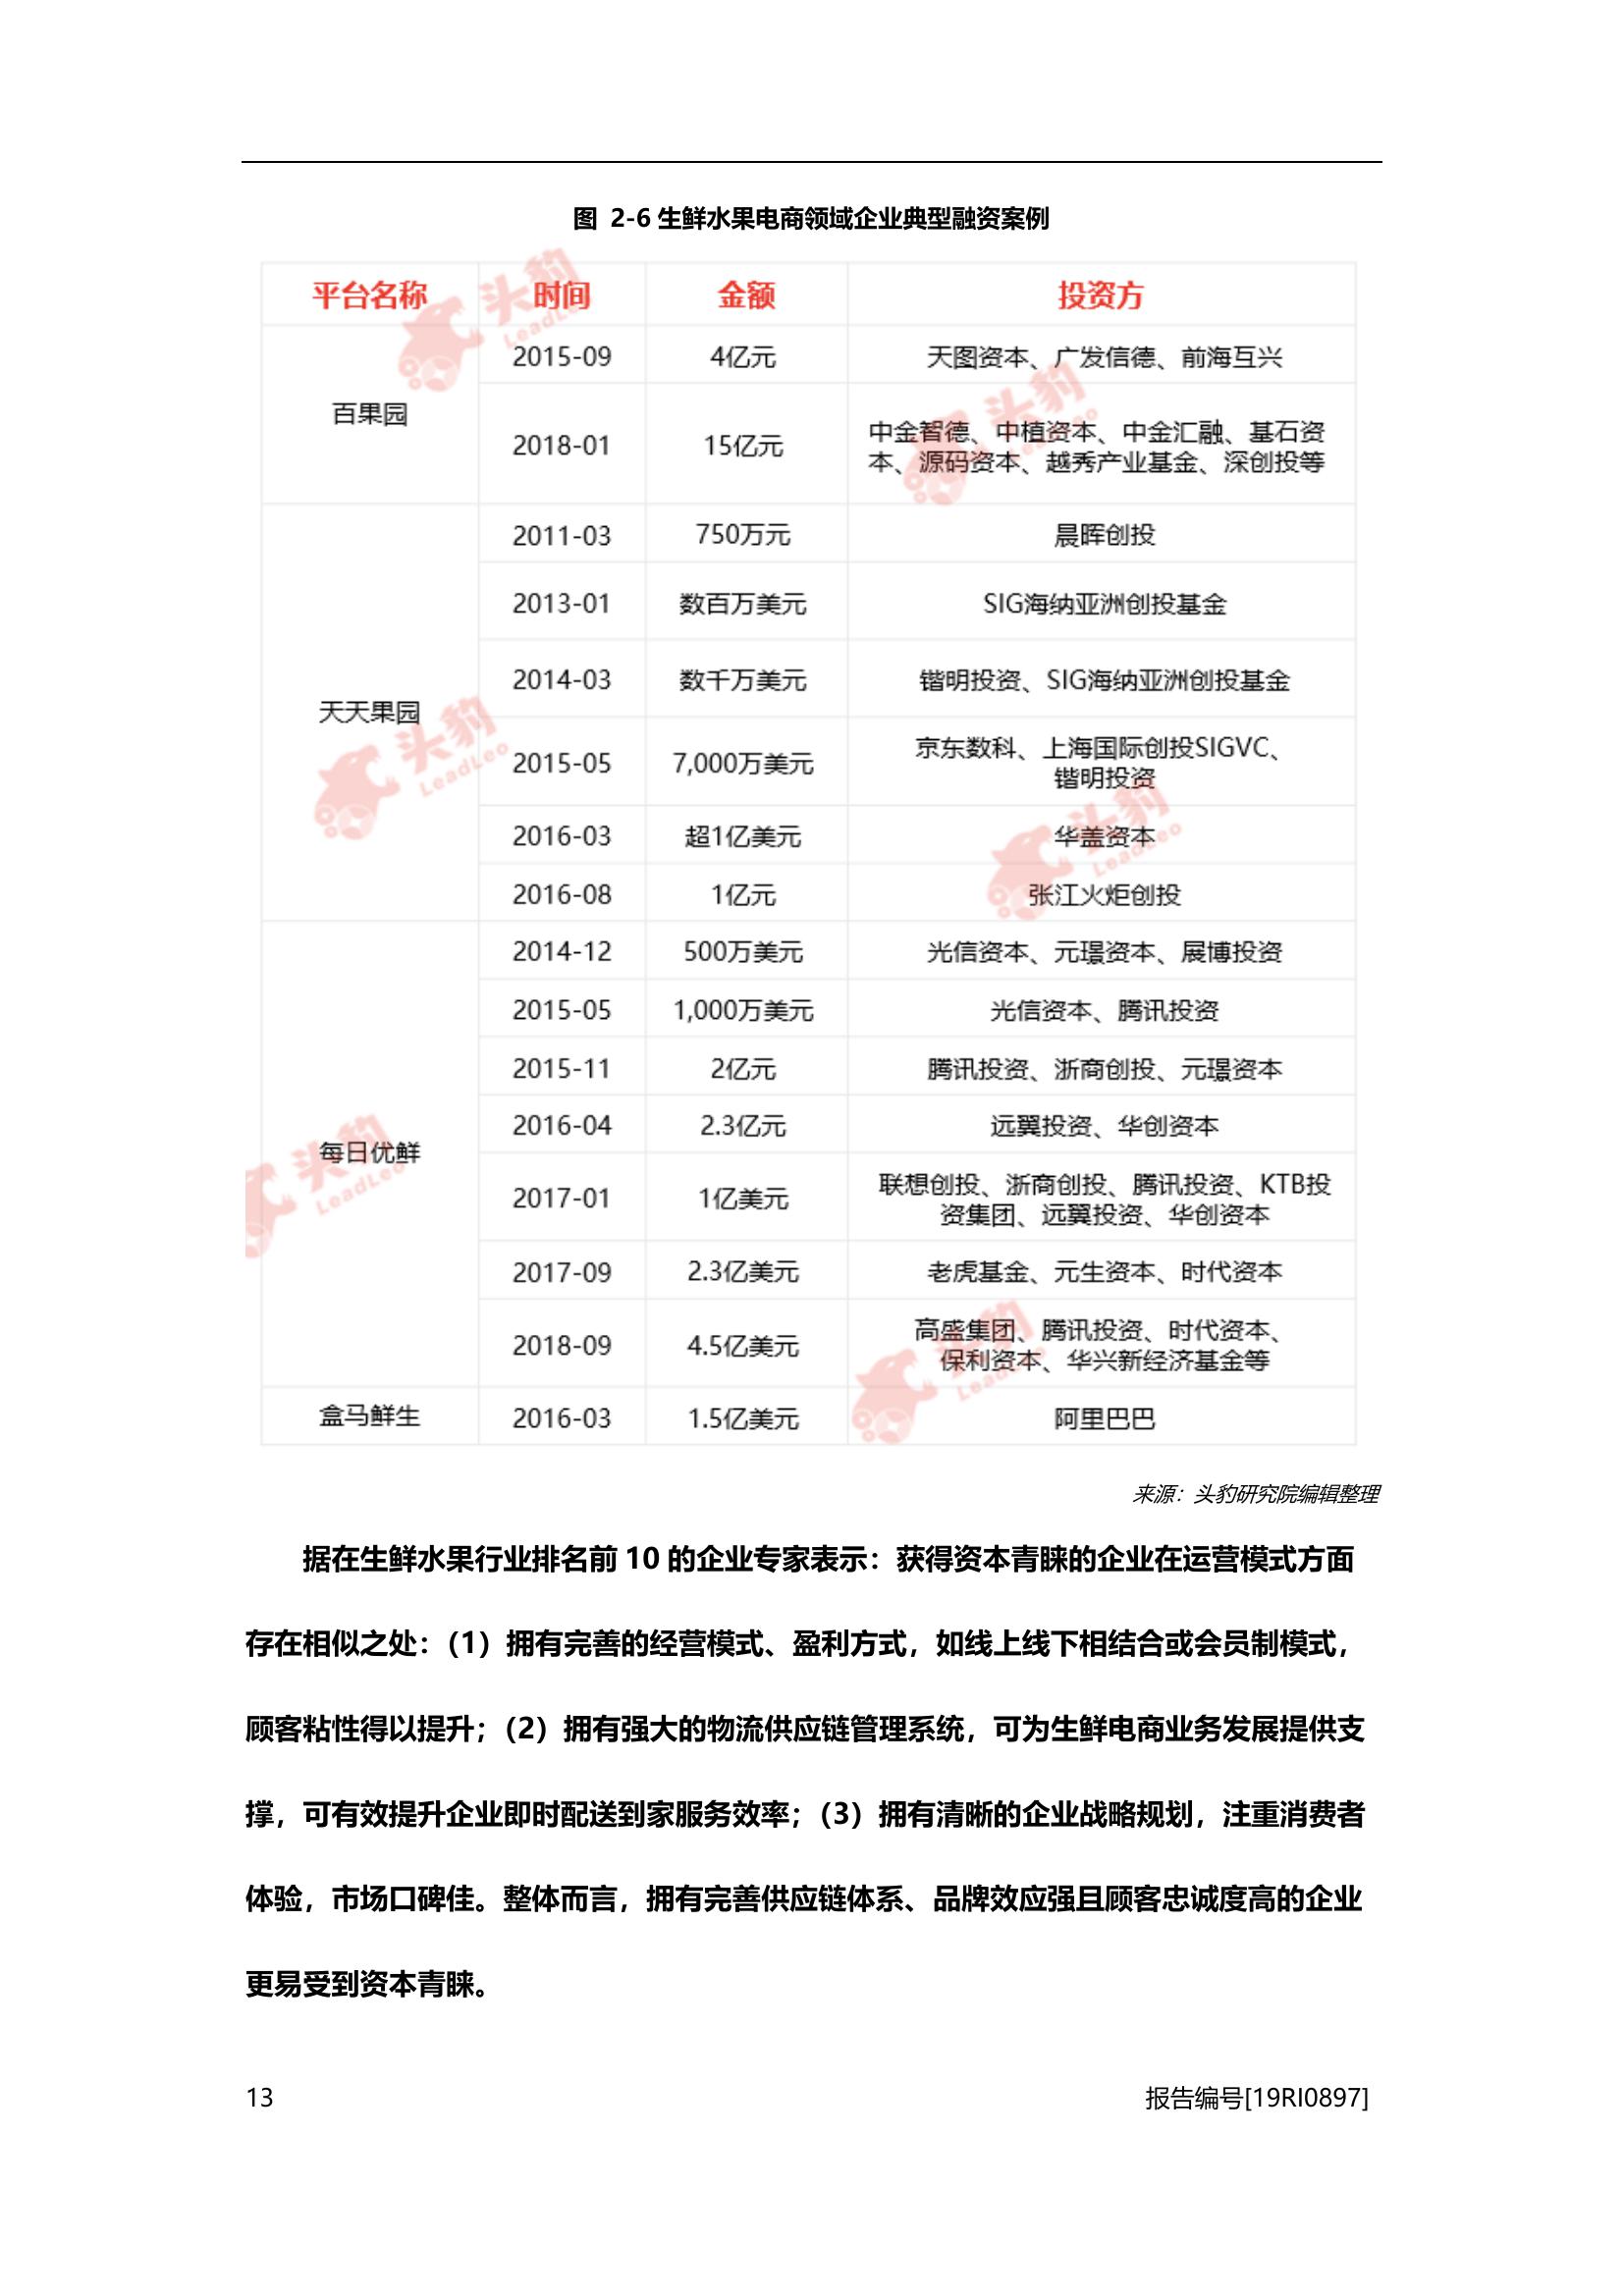 图 2-6 生鲜水果电商领域企业典型融资案例
平台名称 时间 金额 投资方
百果园
2015-09 4亿元 天图资本、广发信德、前海互兴
2018-01 15亿元 中金智德、中植资本、中金汇融、基石资
本、源码资本、越秀产业基金、深创投等
天天果园
2011-03 750万元 晨晖创投
2013-01 数百万美元 SIG海纳亚洲创投基金
2014-03 数千万美元 锴明投资、SIG海纳亚洲创投基金
2015-05 7,000万美元 京东数科、上海国际创投SIGVC、
锴明投资
2016-03 超1亿美元 华盖资本
2016-08 1亿元 张江火炬创投
每日优鲜
2014-12 500万美元 光信资本、元璟资本、展博投资
2015-05 1,000万美元 光信资本、腾讯投资
2015-11 2亿元 腾讯投资、浙商创投、元璟资本
2016-04 2.3亿元 远翼投资、华创资本
2017-01 1亿美元 联想创投、浙商创投、腾讯投资、KTB投
资集团、远翼投资、华创资本
2017-09 2.3亿美元 老虎基金、元生资本、时代资本
2018-09 4.5亿美元 高盛集团、腾讯投资、时代资本、
保利资本、华兴新经济基金等
盒马鲜生 2016-03 1.5亿美元 阿里巴巴
头豹
LeadLeo
头豹
LeadLeo
头豹
LeadLeo
头豹
LeadLeo
头豹
LeadLeo
头豹
LeadLeo
来源：头豹研究院编辑整理
据在生鲜水果行业排名前 10 的企业专家表示：获得资本青睐的企业在运营模式方面
存在相似之处：（1）拥有完善的经营模式、盈利方式，如线上线下相结合或会员制模式，
顾客粘性得以提升；（2）拥有强大的物流供应链管理系统，可为生鲜电商业务发展提供支
撑，可有效提升企业即时配送到家服务效率；（3）拥有清晰的企业战略规划，注重消费者
体验，市场口碑佳。整体而言，拥有完善供应链体系、品牌效应强且顾客忠诚度高的企业
更易受到资本青睐。
13 报告编号[19RI0897]